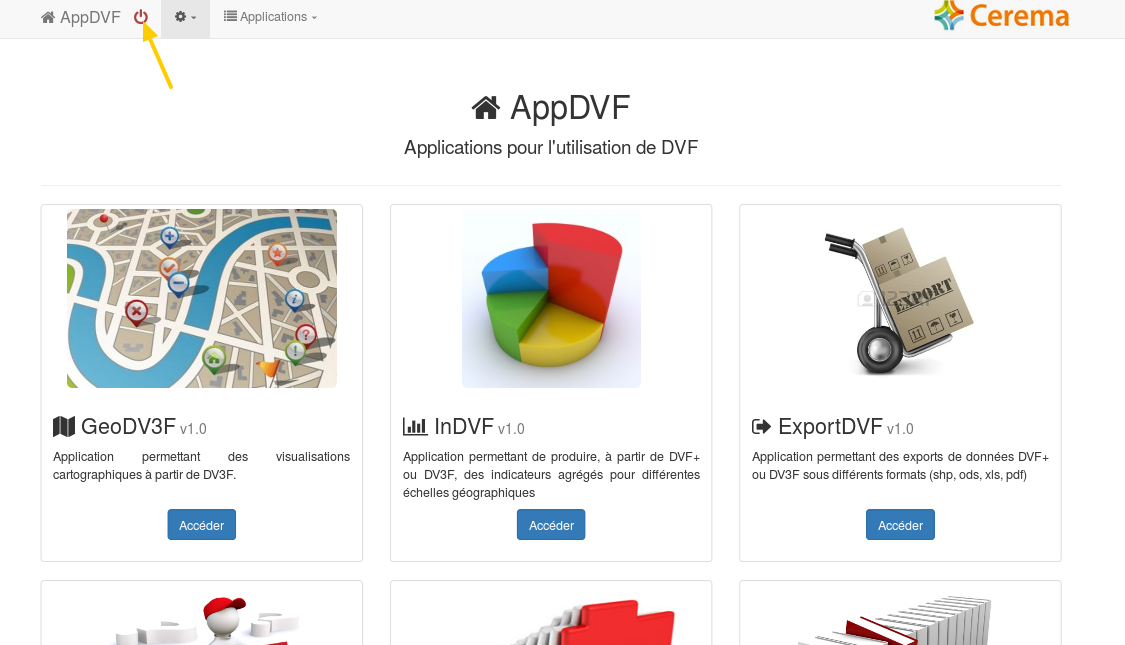 AppDVF
Applications
Cerema
AppDVF
Applications pour l'utilisation de DVF
EXPORT
GeoDV3F v1.0
Application permettant des visualisations
cartographiques à partir de DV3F.
Accéder
InDVF v1.0
Application permettant de produire, à partir de DVF+
ou DV3F, des indicateurs agrégés pour différentes
échelles géographiques
Accéder
ExportDVF v1.0
Application permettant des exports de données DVF+
ou DV3F sous différents formats (shp, ods, xls, pdf)
Accéder